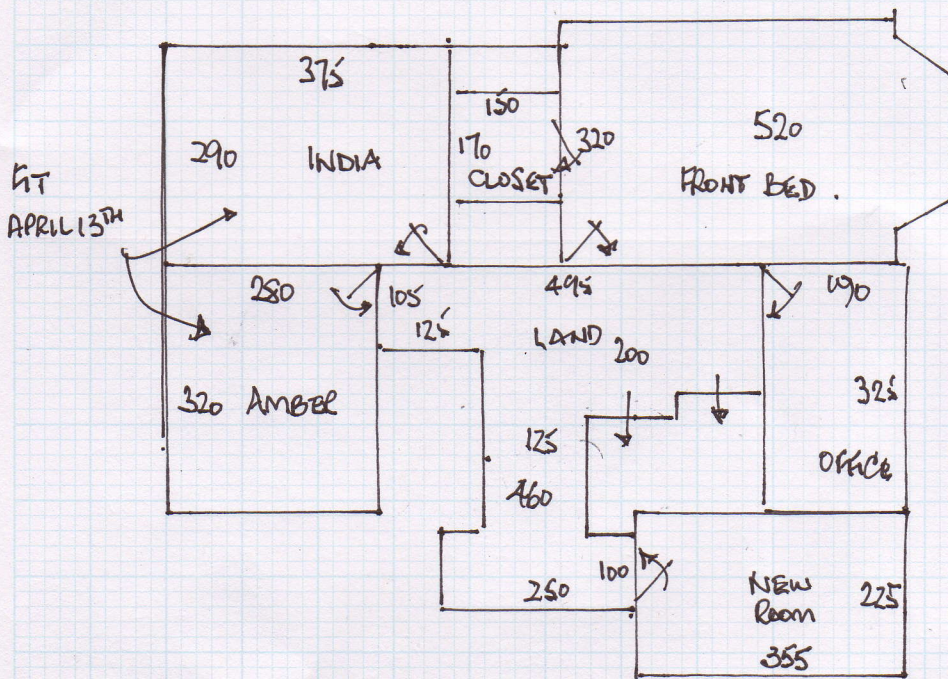 375
150
290
INDIA
170
CLOSET
320
520
FRONT BED.
FIT
APRIL 13TH
280
105
495
190
125
LAND
200
320
AMBER
325
125
OFFICE
460
100
250
NEW
ROOM
225
355